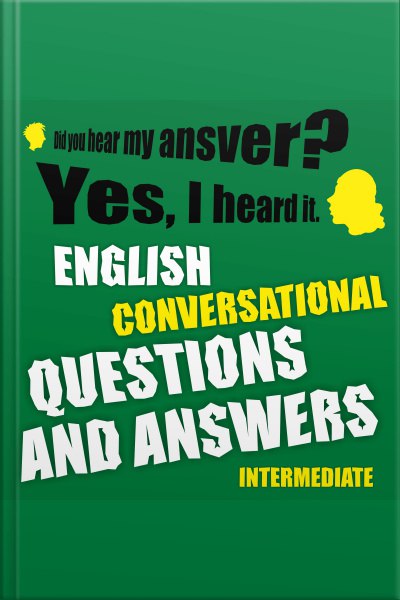 Did you hear my ansver?
Yes, I heard it.
ENGLISH
CONVERSATIONAL
QUESTIONS
AND ANSWERS
INTERMEDIATE